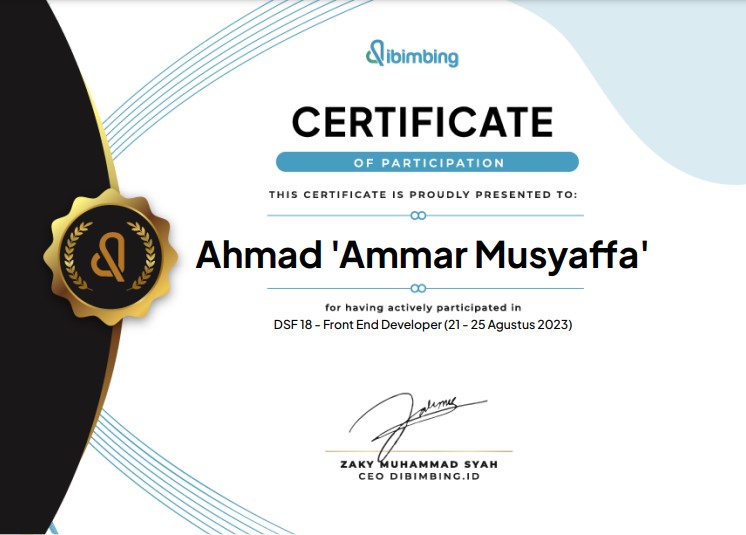 dibimbing
CERTIFICATE
OF PARTICIPATION
THIS CERTIFICATE IS PROUDLY PRESENTED TO:
Ahmad 'Ammar Musyaffa'
for having actively participated in
DSF 18 - Front End Developer (21 - 25 Agustus 2023)
ZAKY MUHAMMAD SYAH
CEO DIBIMBING.ID